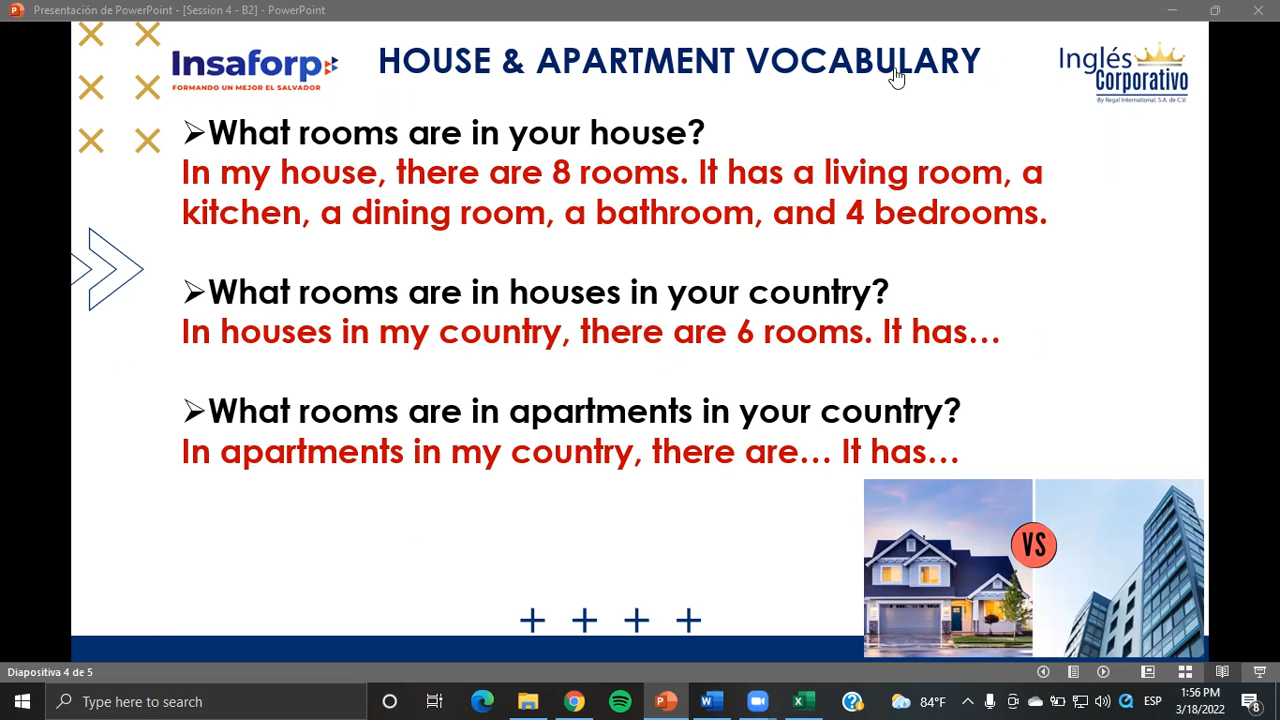 Presentación de PowerPoint - [Session 4 - B2] - PowerPoint
Insaforp
FORMANDO UN MEJOR EL SALVADOR
HOUSE & APARTMENT VOCABULARY
Inglés
Corporativo
By Regal International, S.A. de C.V.
➢What rooms are in your house?
In my house, there are 8 rooms. It has a living room, a
kitchen, a dining room, a bathroom, and 4 bedrooms.
➢What rooms are in houses in your country?
In houses in my country, there are 6 rooms. It has…
➢What rooms are in apartments in your country?
In apartments in my country, there are… It has…
VS
Diapositiva 4 de 5
Type here to search
84°F
ESP
1:56 PM
3/18/2022
8